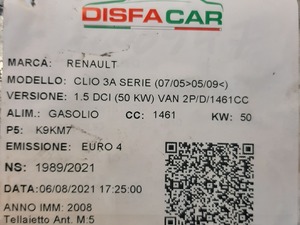 DISFACAR
MARCA: RENAULT
MODELLO: CLIO 3A SERIE (07/05>05/09<)
VERSIONE: 1.5 DCI (50 KW) VAN 2P/D/1461CC
ALIM.: GASOLIO CC: 1461 KW: 50
P5: K9KM7
EMISSIONE: EURO 4
NS: 1989/2021
DATA:06/08/2021 17:25:00
ANNO IMM: 2008
Tellaietto Ant. M:5